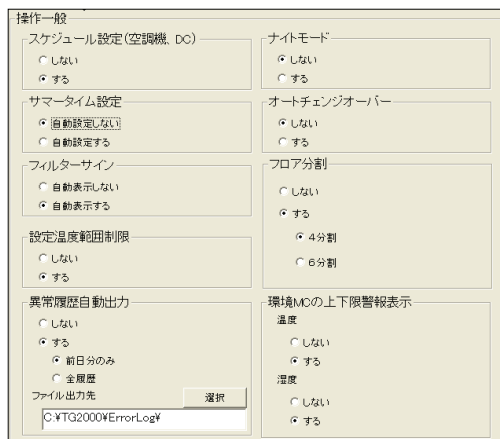 操作一般
スケジュール設定(空調機、DC)
しない
する
サマータイム設定
自動設定しない
自動設定する
フィルターサイン
自動表示しない
自動表示する
設定温度範囲制限
しない
する
異常履歴自動出力
しない
する
前日分のみ
全履歴
ファイル出力先
選択
C:¥TG2000¥ErrorLog¥
ナイトモード
しない
する
オートチェンジオーバー
しない
する
フロア分割
しない
する
4分割
6分割
環境MCの上下限警報表示
温度
しない
する
湿度
しない
する